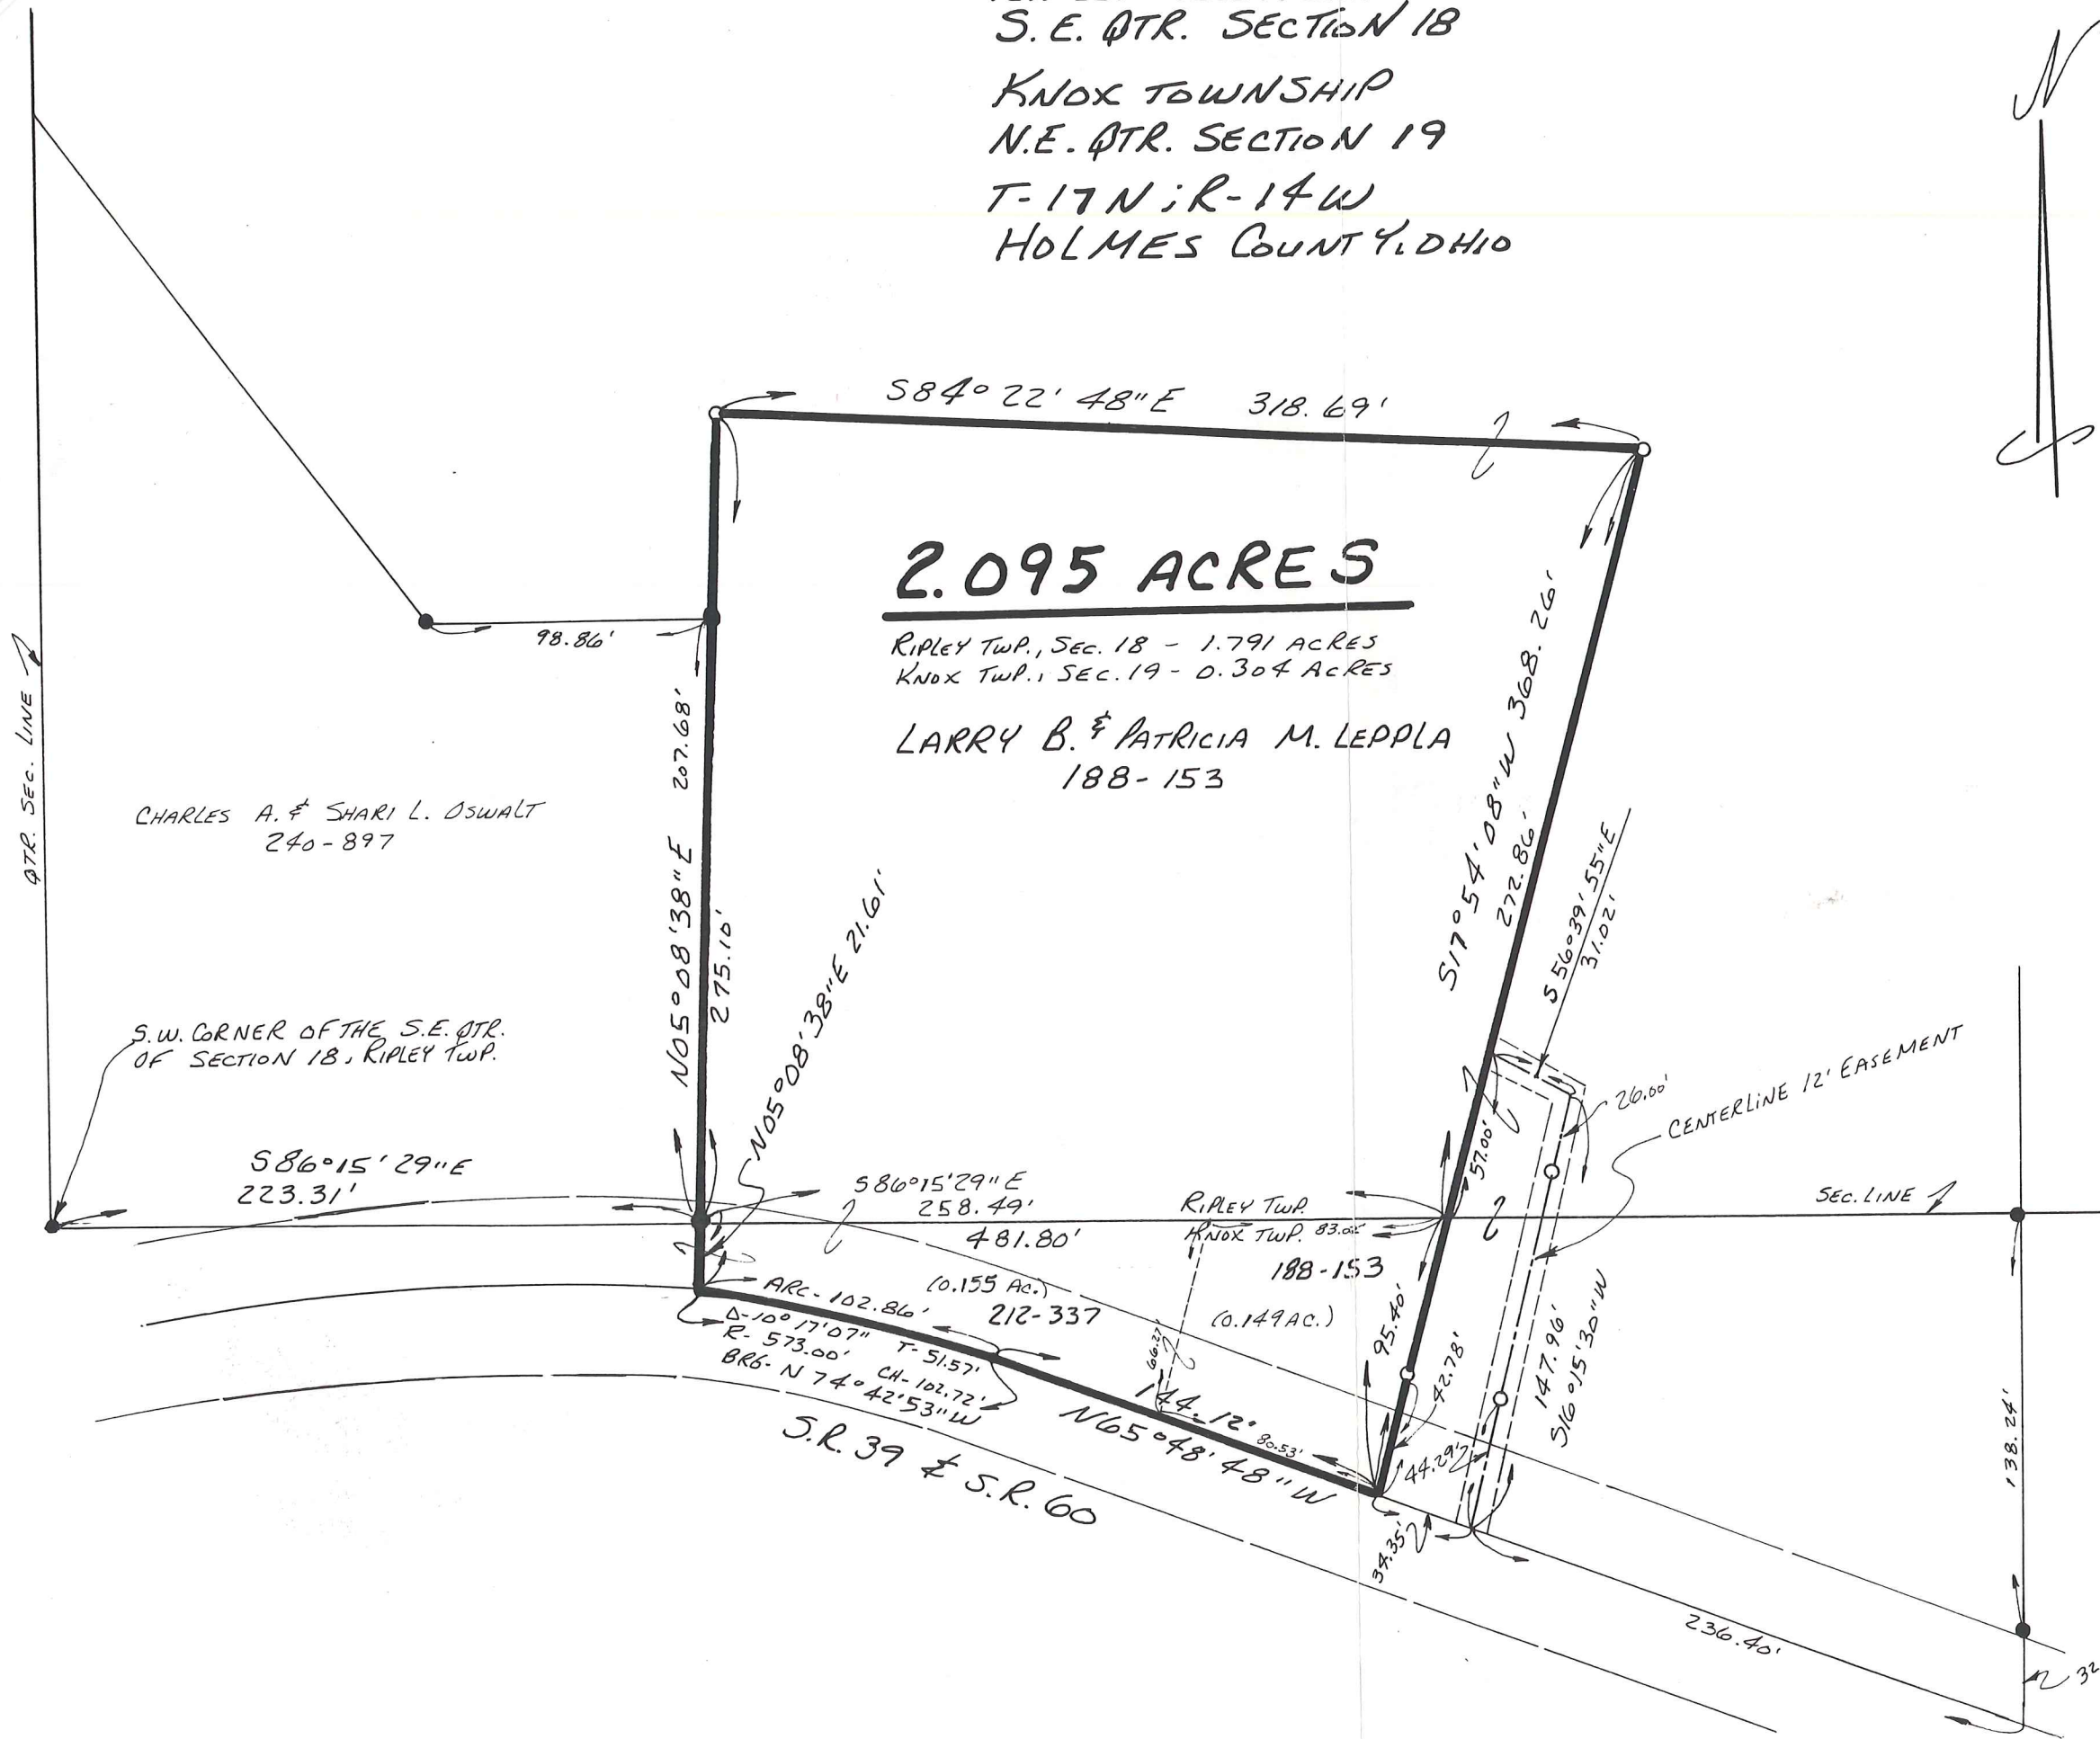 S.E. QTR. SECTION 18
KNOX TOWNSHIP
N.E. QTR. SECTION 19
T-17N; R-14W
HOLMES COUNTY, OHIO
N
S84°22'48"E 318.69'
2.095 ACRES
RIPLEY TWP., SEC. 18 - 1.791 ACRES
KNOX TWP., SEC. 19 - 0.304 ACRES
LARRY B. & PATRICIA M. LEPPLA
188-153
98.86'
QTR. SEC. LINE
CHARLES A. & SHARI L. OSWALT
240-897
N05°08'38"E 207.68'
275.10'
N05°08'38"E 21.61'
S17°54'08"W 368.26'
272.86'
S56°39'55"E
31.02'
S.W. CORNER OF THE S.E. QTR.
OF SECTION 18, RIPLEY TWP.
26.00'
CENTERLINE 12' EASEMENT
57.00'
S86°15'29"E
223.31'
S86°15'29"E
258.49'
481.80'
RIPLEY TWP.
KNOX TWP.
SEC. LINE
188-153
(0.149 AC.)
(0.155 AC.)
212-337
ARC-102.86'
Δ-10°17'07"
R-573.00' T-51.57'
CH-102.72'
BRG-N74°42'53"W
66.27'
95.40'
42.78'
147.96'
S16°15'30"W
144.12'
80.53'
N65°48'48"W
44.29'
34.35'
S.R. 39 & S.R. 60
138.24'
236.40'
32